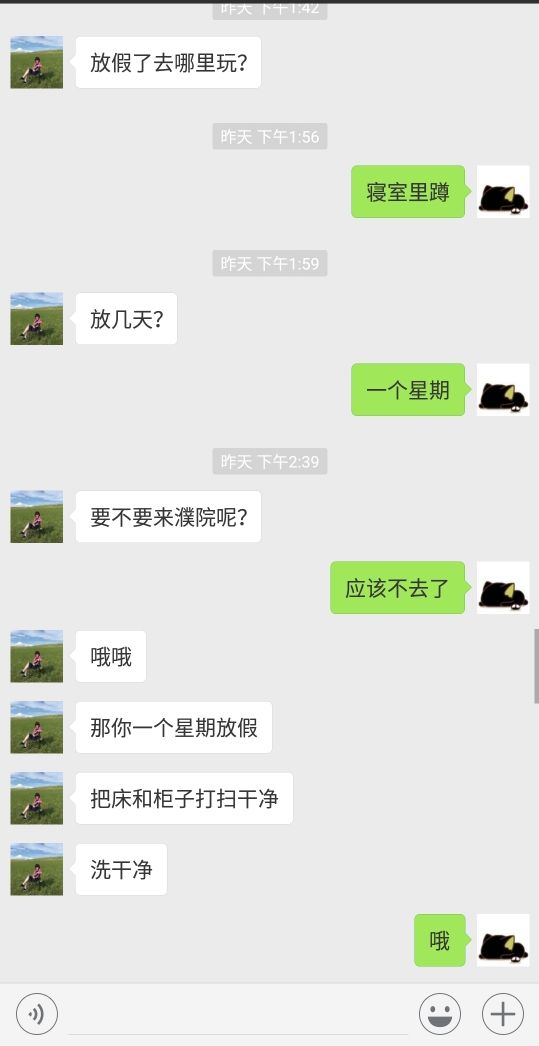 昨天 下午1:42
放假了去哪里玩？
昨天 下午1:56
寝室里蹲
昨天 下午1:59
放几天？
一个星期
昨天 下午2:39
要不要来濮院呢？
应该不去了
哦哦
那你一个星期放假
把床和柜子打扫干净
洗干净
哦